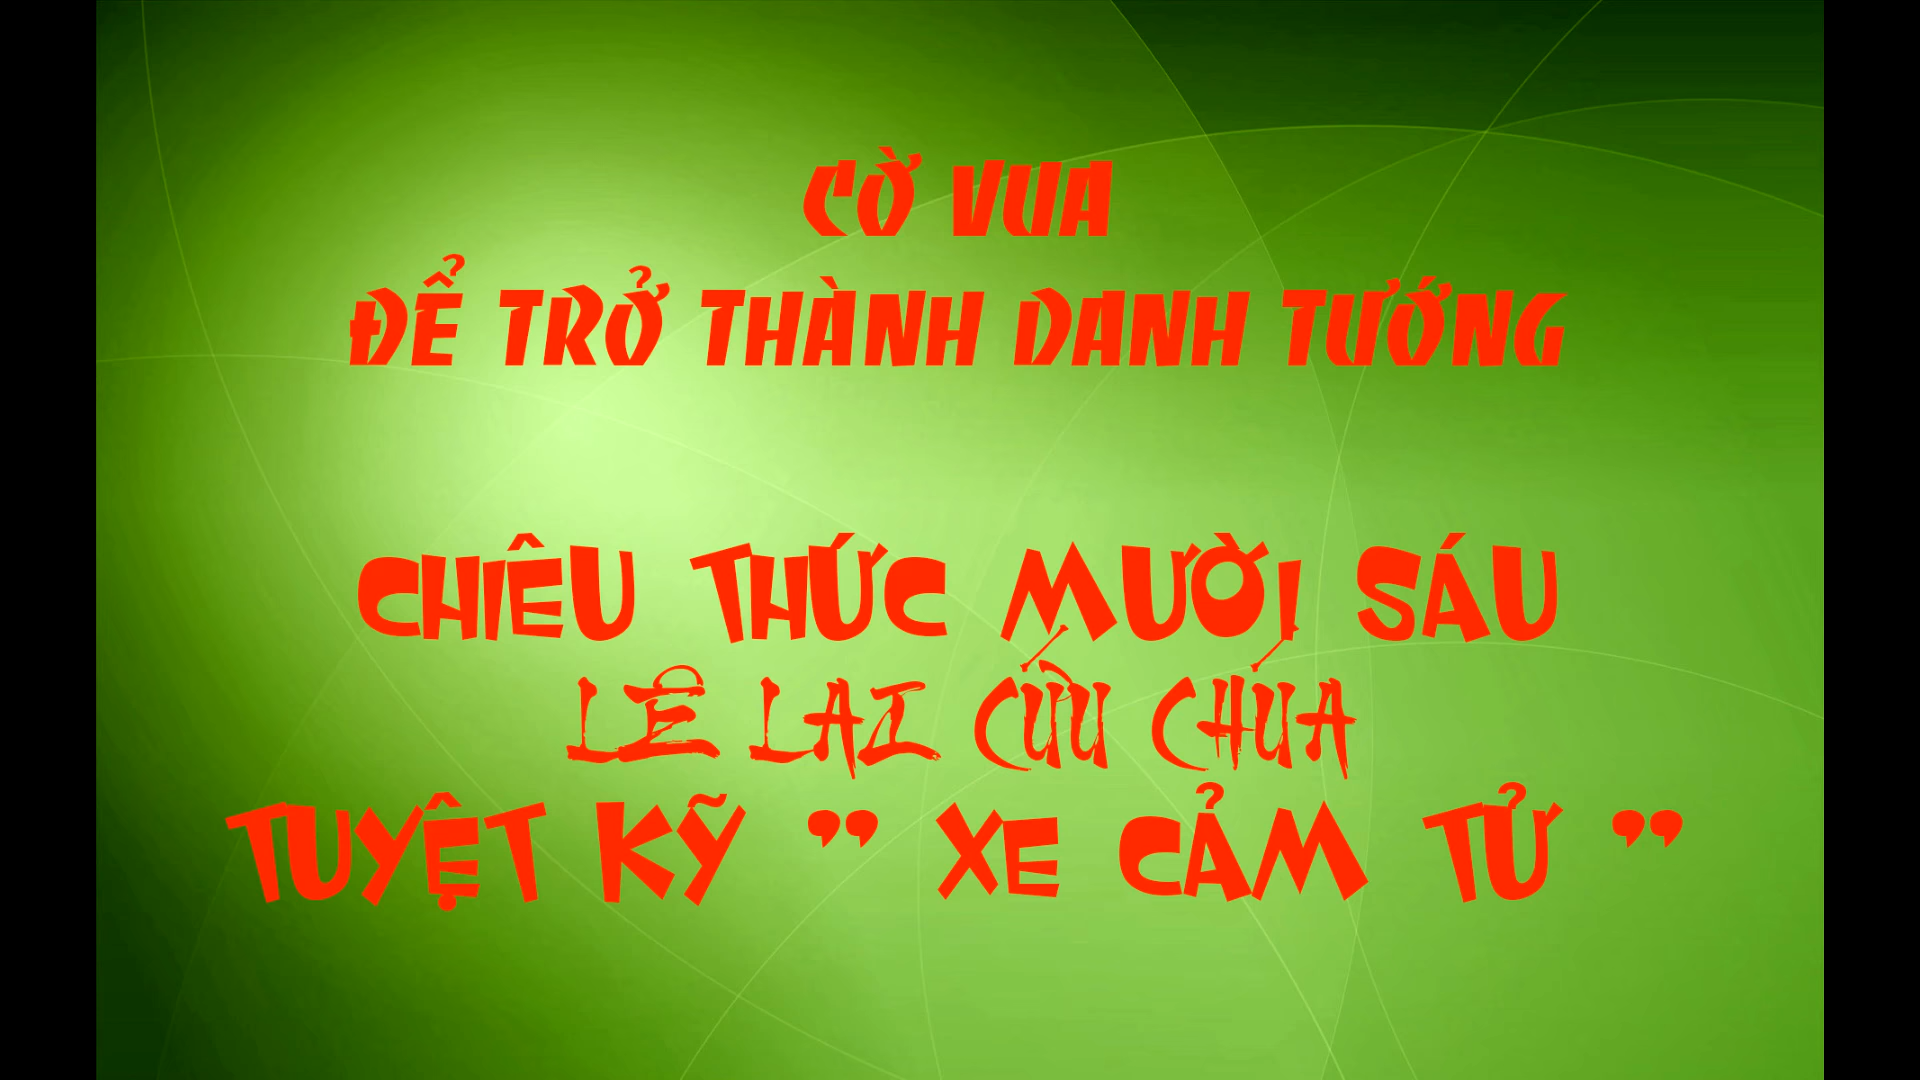 CỜ VUA
ĐỂ TRỞ THÀNH DANH TƯỚNG
CHIÊU THỨC MƯỜI SÁU
LÊ LAI CỨU CHÚA
TUYỆT KỸ ” XE CẢM TỬ ”